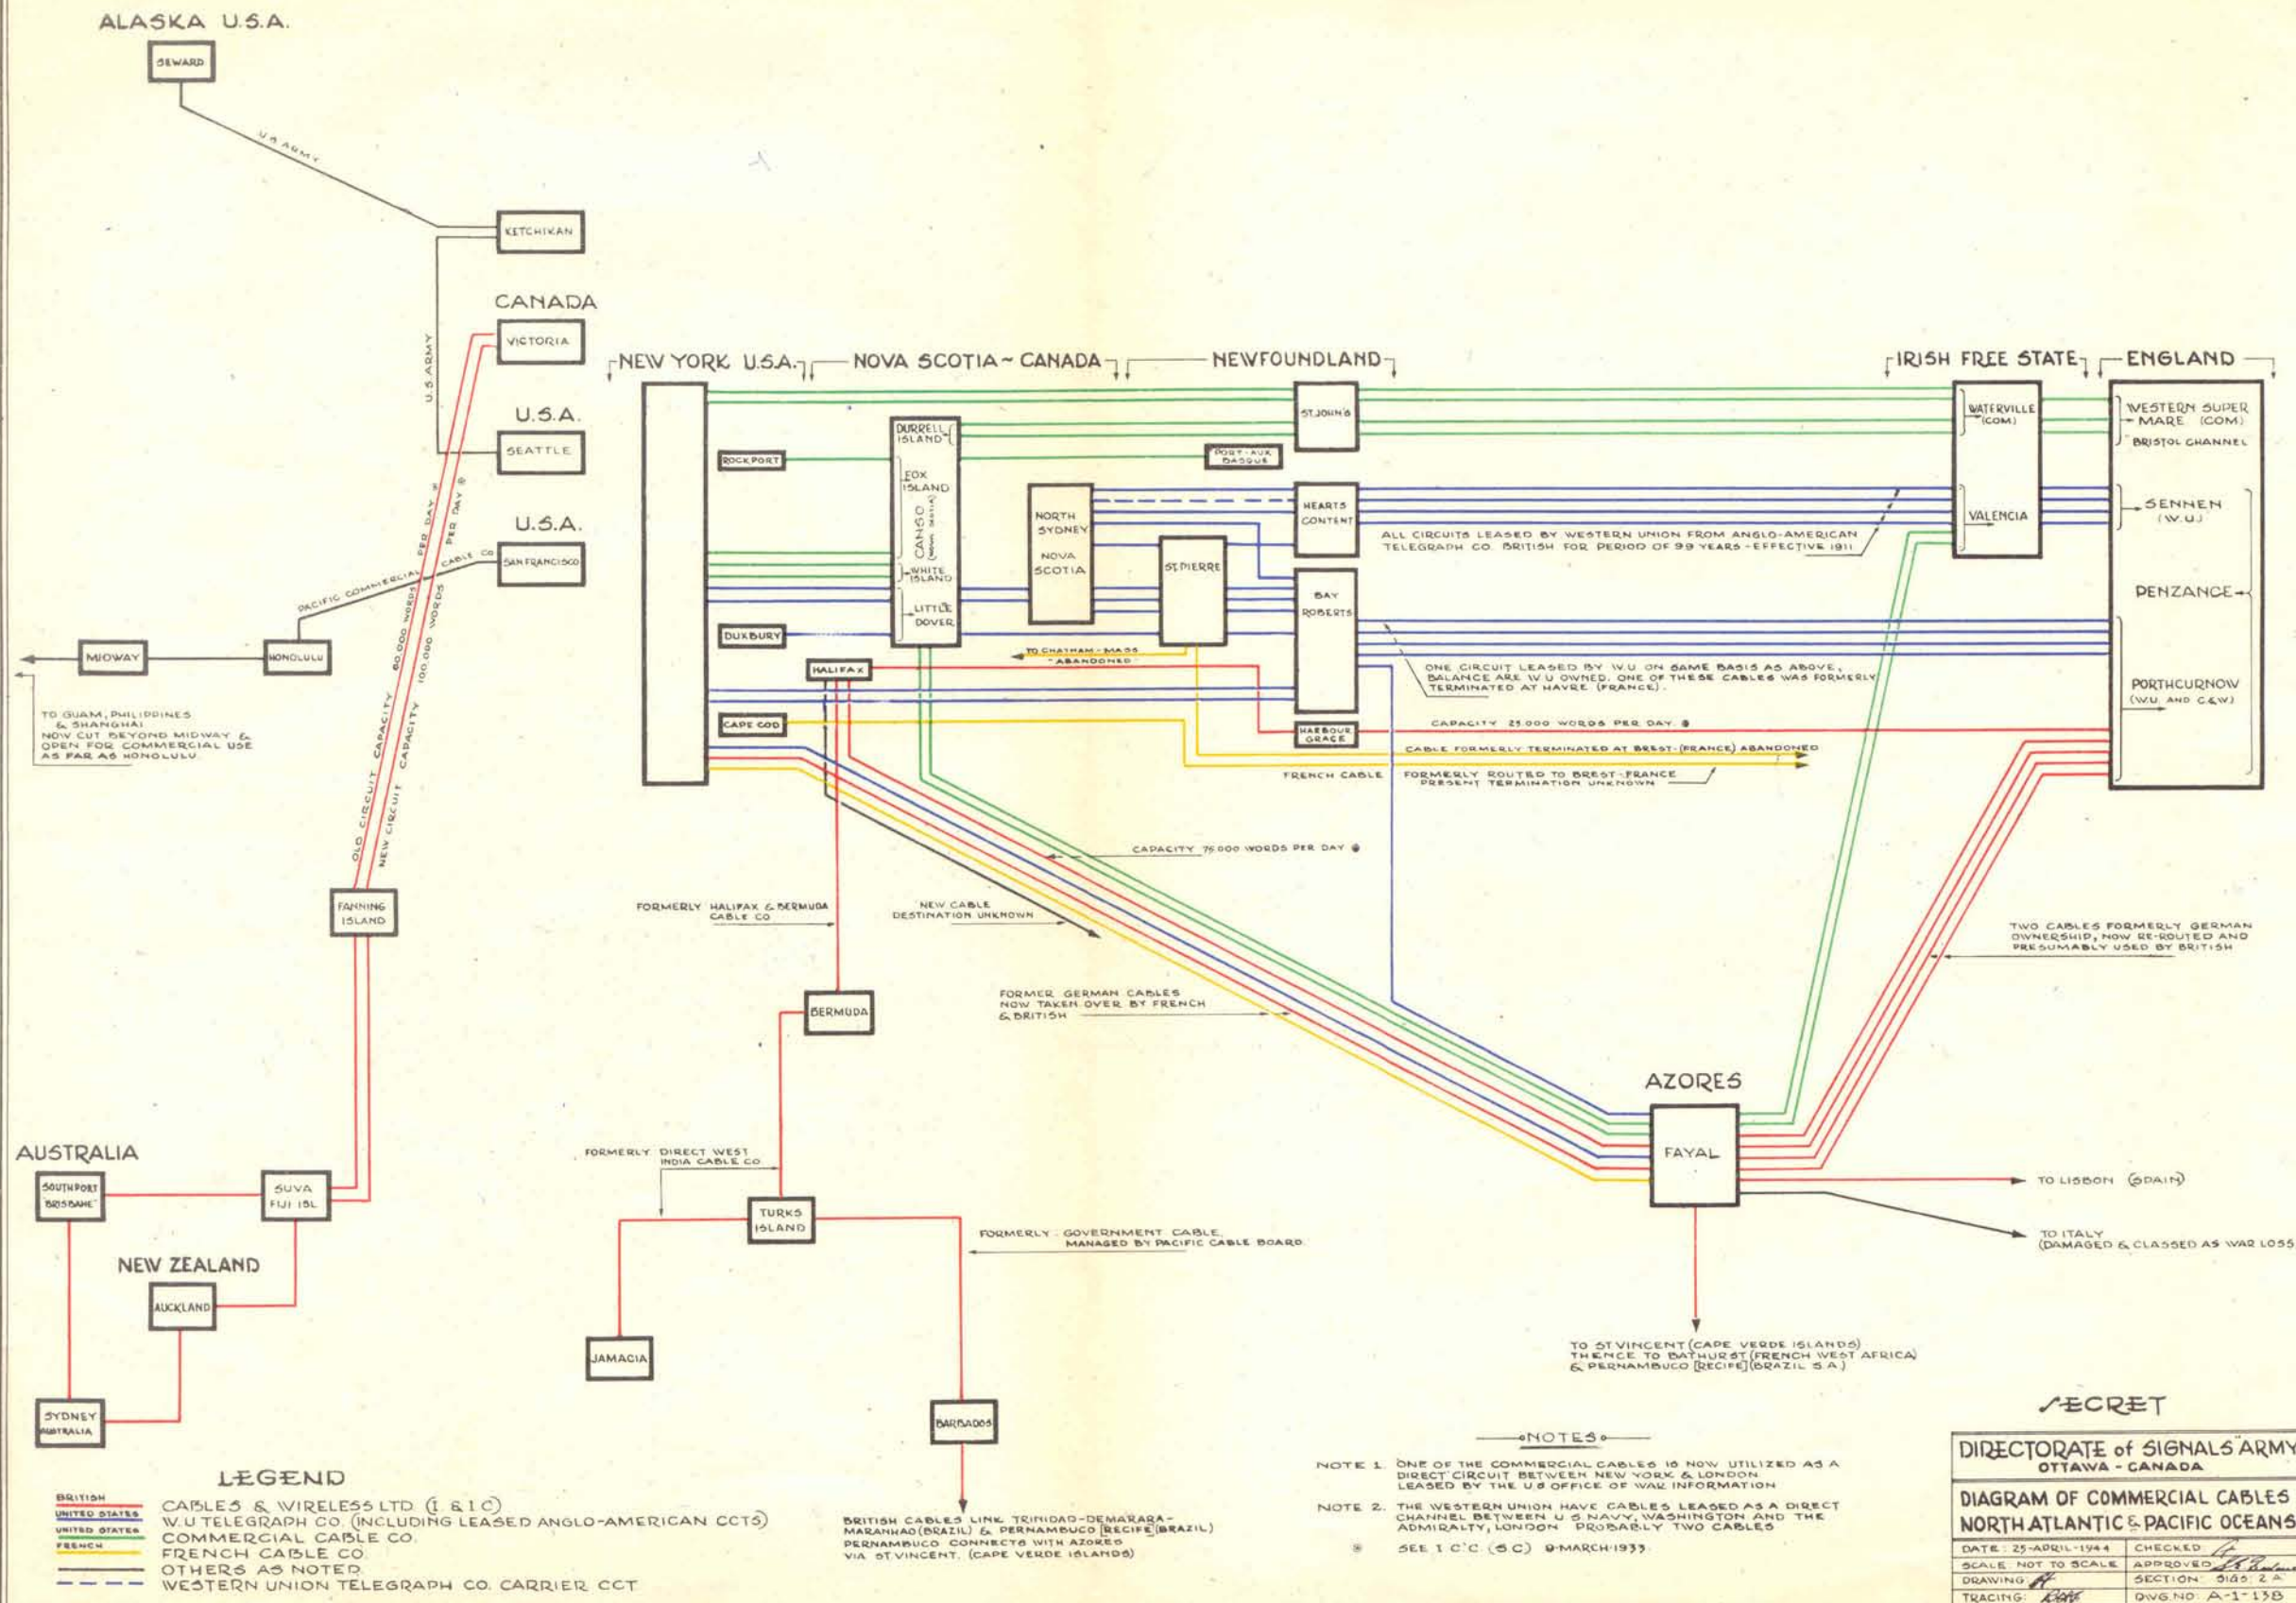 ALASKA U.S.A.
SEWARD
U.S ARMY
KETCHIKAN
U.S. ARMY
CANADA
VICTORIA
U.S.A.
SEATTLE
U.S.A.
SAN FRANCISCO
PACIFIC COMMERCIAL CABLE CO
MIDWAY
HONOLULU
TO GUAM, PHILIPPINES
& SHANGHAI
NOW CUT BEYOND MIDWAY &
OPEN FOR COMMERCIAL USE
AS FAR AS HONOLULU
OLD CIRCUIT CAPACITY 60,000 WORDS PER DAY ⊛
NEW CIRCUIT CAPACITY 100,000 WORDS PER DAY ⊛
FANNING
ISLAND
AUSTRALIA
SOUTHPORT
"BRISBANE"
SUVA
FIJI ISL
NEW ZEALAND
AUCKLAND
SYDNEY
AUSTRALIA
NEW YORK U.S.A.
NOVA SCOTIA ~ CANADA
NEWFOUNDLAND
IRISH FREE STATE
ENGLAND
ROCKPORT
DUXBURY
CAPE COD
HALIFAX
DURRELL
ISLAND
FOX
ISLAND
CANSO
(NOVA SCOTIA)
WHITE
ISLAND
LITTLE
DOVER
NORTH
SYDNEY
NOVA
SCOTIA
ST. PIERRE
TO CHATHAM - MASS
"ABANDONED"
ST. JOHN'S
PORT-AUX
BASQUE
HEARTS
CONTENT
BAY
ROBERTS
HARBOUR
GRACE
ALL CIRCUITS LEASED BY WESTERN UNION FROM ANGLO-AMERICAN
TELEGRAPH CO. BRITISH FOR PERIOD OF 99 YEARS - EFFECTIVE 1911
ONE CIRCUIT LEASED BY W.U ON SAME BASIS AS ABOVE,
BALANCE ARE W.U OWNED. ONE OF THESE CABLES WAS FORMERLY
TERMINATED AT HAVRE (FRANCE).
CAPACITY 25.000 WORDS PER DAY. ⊛
CABLE FORMERLY TERMINATED AT BREST-(FRANCE) ABANDONED
FRENCH CABLE FORMERLY ROUTED TO BREST-FRANCE
PRESENT TERMINATION UNKNOWN
WATERVILLE
(COM)
VALENCIA
WESTERN SUPER
MARE (COM)
BRISTOL CHANNEL
SENNEN
(W.U.)
PENZANCE
PORTHCURNOW
(W.U. AND C.&W.)
CAPACITY 75000 WORDS PER DAY ⊛
FORMERLY HALIFAX & BERMUDA
CABLE CO
NEW CABLE
DESTINATION UNKNOWN
TWO CABLES FORMERLY GERMAN
OWNERSHIP, NOW RE-ROUTED AND
PRESUMABLY USED BY BRITISH
FORMER GERMAN CABLES
NOW TAKEN OVER BY FRENCH
& BRITISH
BERMUDA
AZORES
FAYAL
TO LISBON (SPAIN)
TO ITALY
(DAMAGED & CLASSED AS WAR LOSS
TO ST VINCENT (CAPE VERDE ISLANDS)
THENCE TO BATHURST (FRENCH WEST AFRICA)
& PERNAMBUCO [RECIFE] (BRAZIL S.A.)
FORMERLY DIRECT WEST
INDIA CABLE CO
TURKS
ISLAND
FORMERLY - GOVERNMENT CABLE,
MANAGED BY PACIFIC CABLE BOARD.
JAMACIA
BARBADOS
BRITISH CABLES LINK TRINIDAD-DEMARARA-
MARANHAO (BRAZIL) & PERNAMBUCO [RECIFE] (BRAZIL)
PERNAMBUCO CONNECTS WITH AZORES
VIA ST VINCENT. (CAPE VERDE ISLANDS)
LEGEND
BRITISH CABLES & WIRELESS LTD (I & I C)
UNITED STATES W.U TELEGRAPH CO. (INCLUDING LEASED ANGLO-AMERICAN CCTS)
UNITED STATES COMMERCIAL CABLE CO.
FRENCH FRENCH CABLE CO.
OTHERS AS NOTED
WESTERN UNION TELEGRAPH CO. CARRIER CCT
NOTES
NOTE 1. ONE OF THE COMMERCIAL CABLES IS NOW UTILIZED AS A
DIRECT CIRCUIT BETWEEN NEW YORK & LONDON
LEASED BY THE U.S OFFICE OF WAR INFORMATION
NOTE 2. THE WESTERN UNION HAVE CABLES LEASED AS A DIRECT
CHANNEL BETWEEN U S NAVY, WASHINGTON AND THE
ADMIRALTY, LONDON PROBABLY TWO CABLES
⊛ SEE I C'C. (S C) 9-MARCH-1933
SECRET
DIRECTORATE of SIGNALS "ARMY
OTTAWA - CANADA
DIAGRAM OF COMMERCIAL CABLES
NORTH ATLANTIC & PACIFIC OCEANS
DATE: 25-APRIL-1944
CHECKED
SCALE NOT TO SCALE
APPROVED
DRAWING:
SECTION: SIGS: 2 A
TRACING:
DWG. NO: A-1-13B